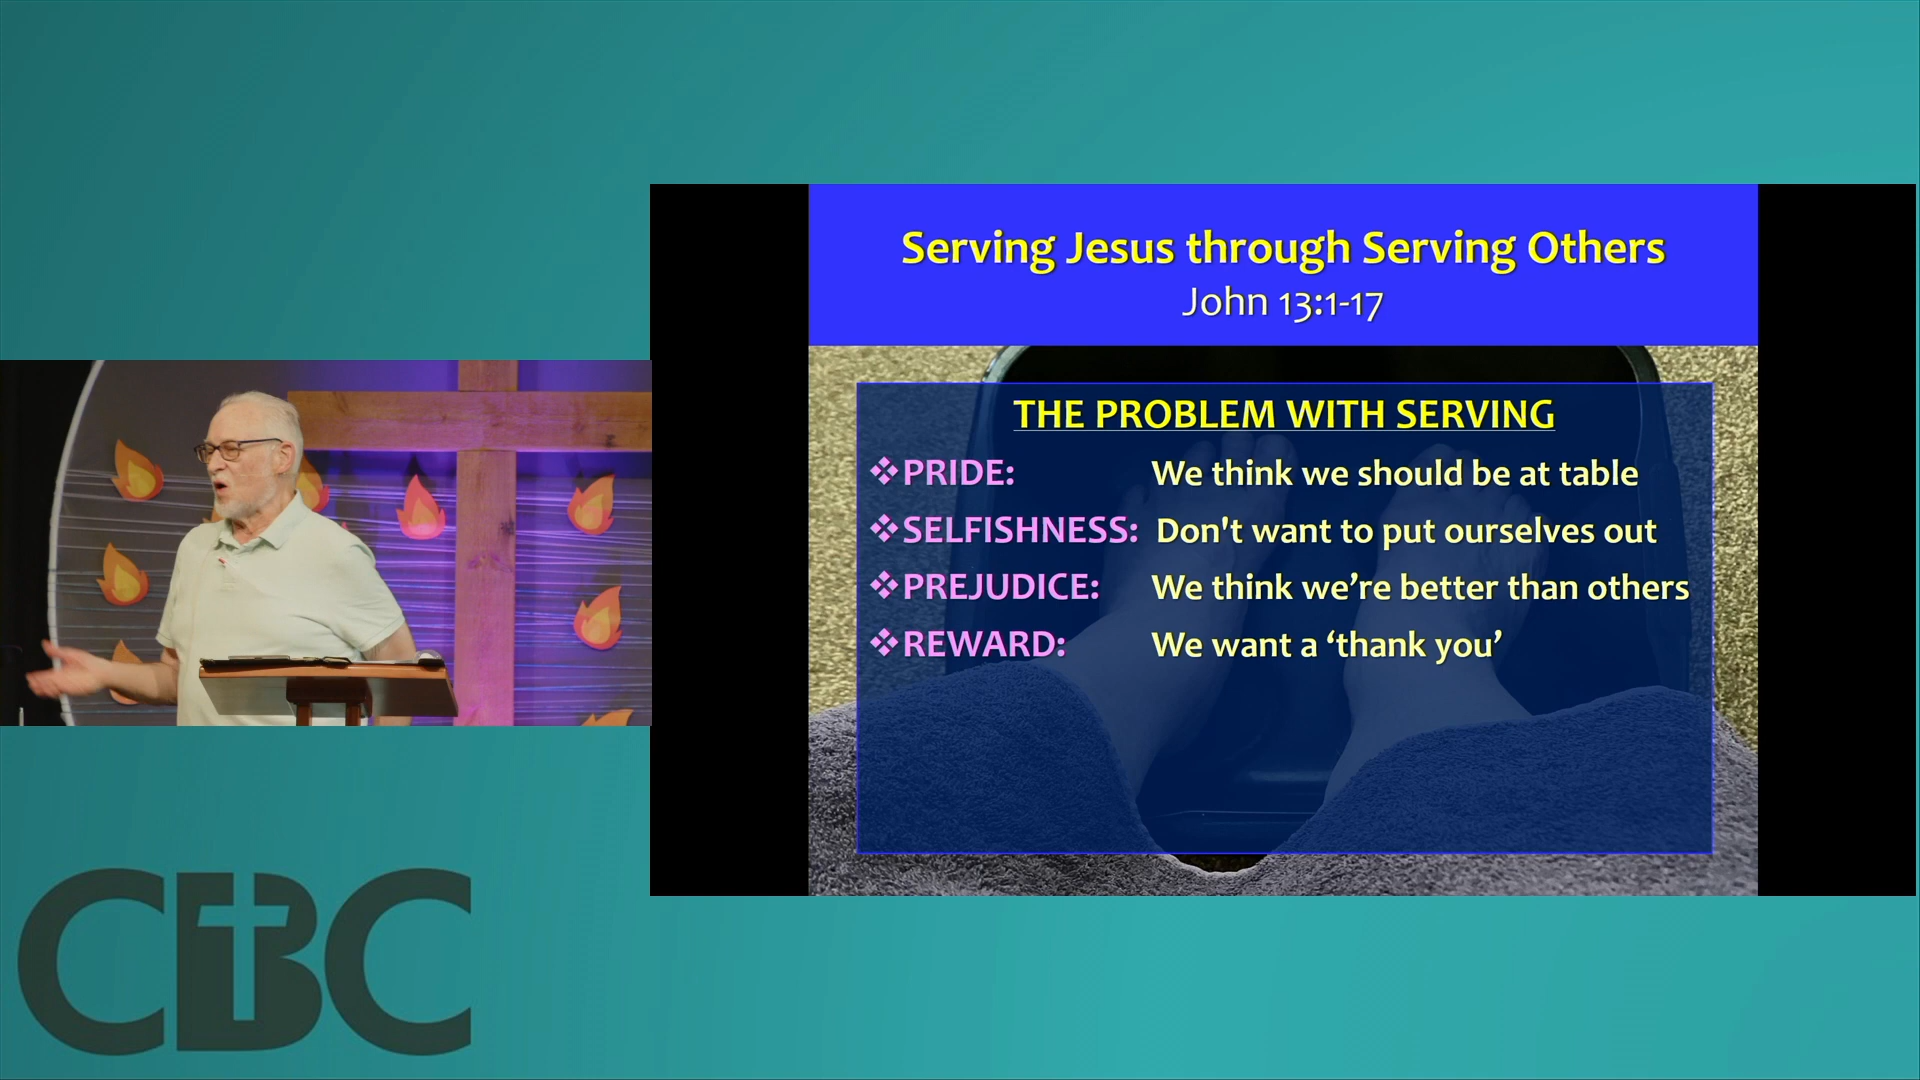 Serving Jesus through Serving Others
John 13:1-17
THE PROBLEM WITH SERVING
❖PRIDE: We think we should be at table
❖SELFISHNESS: Don't want to put ourselves out
❖PREJUDICE: We think we’re better than others
❖REWARD: We want a ‘thank you’
CBC